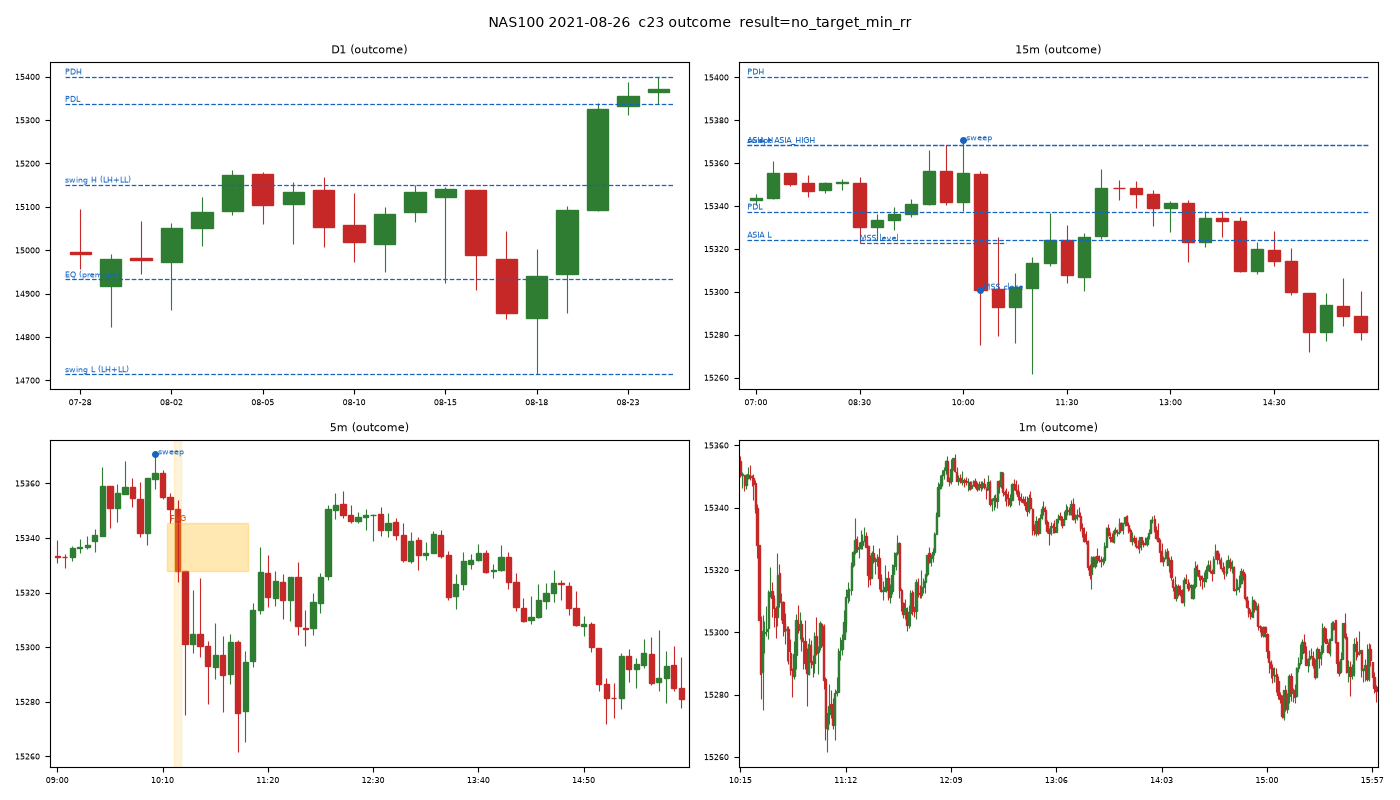 NAS100 2021-08-26  c23 outcome  result=no_target_min_rr
D1 (outcome)
15400
15300
15200
15100
15000
14900
14800
14700
PDH
PDL
swing H (LH+LL)
EQ (prem
swing L (LH+LL)
07-28
08-02
08-05
08-10
08-15
08-18
08-23
15m (outcome)
15400
15380
15360
15340
15320
15300
15280
15260
PDH
ASIA_HIGH
sweep
PDL
ASIA L
MSS level
MSS close
07:00
08:30
10:00
11:30
13:00
14:30
5m (outcome)
15360
15340
15320
15300
15280
15260
sweep
FVG
09:00
10:10
11:20
12:30
13:40
14:50
1m (outcome)
15360
15340
15320
15300
15280
15260
10:15
11:12
12:09
13:06
14:03
15:00
15:57